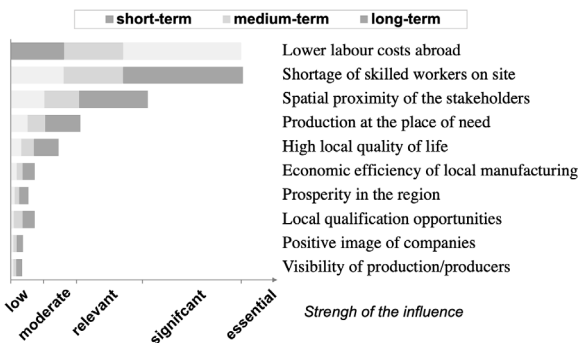 short-term medium-term long-term
Lower labour costs abroad
Shortage of skilled workers on site
Spatial proximity of the stakeholders
Production at the place of need
High local quality of life
Economic efficiency of local manufacturing
Prosperity in the region
Local qualification opportunities
Positive image of companies
Visibility of production/producers
low moderate relevant signifcant essential
Strengh of the influence